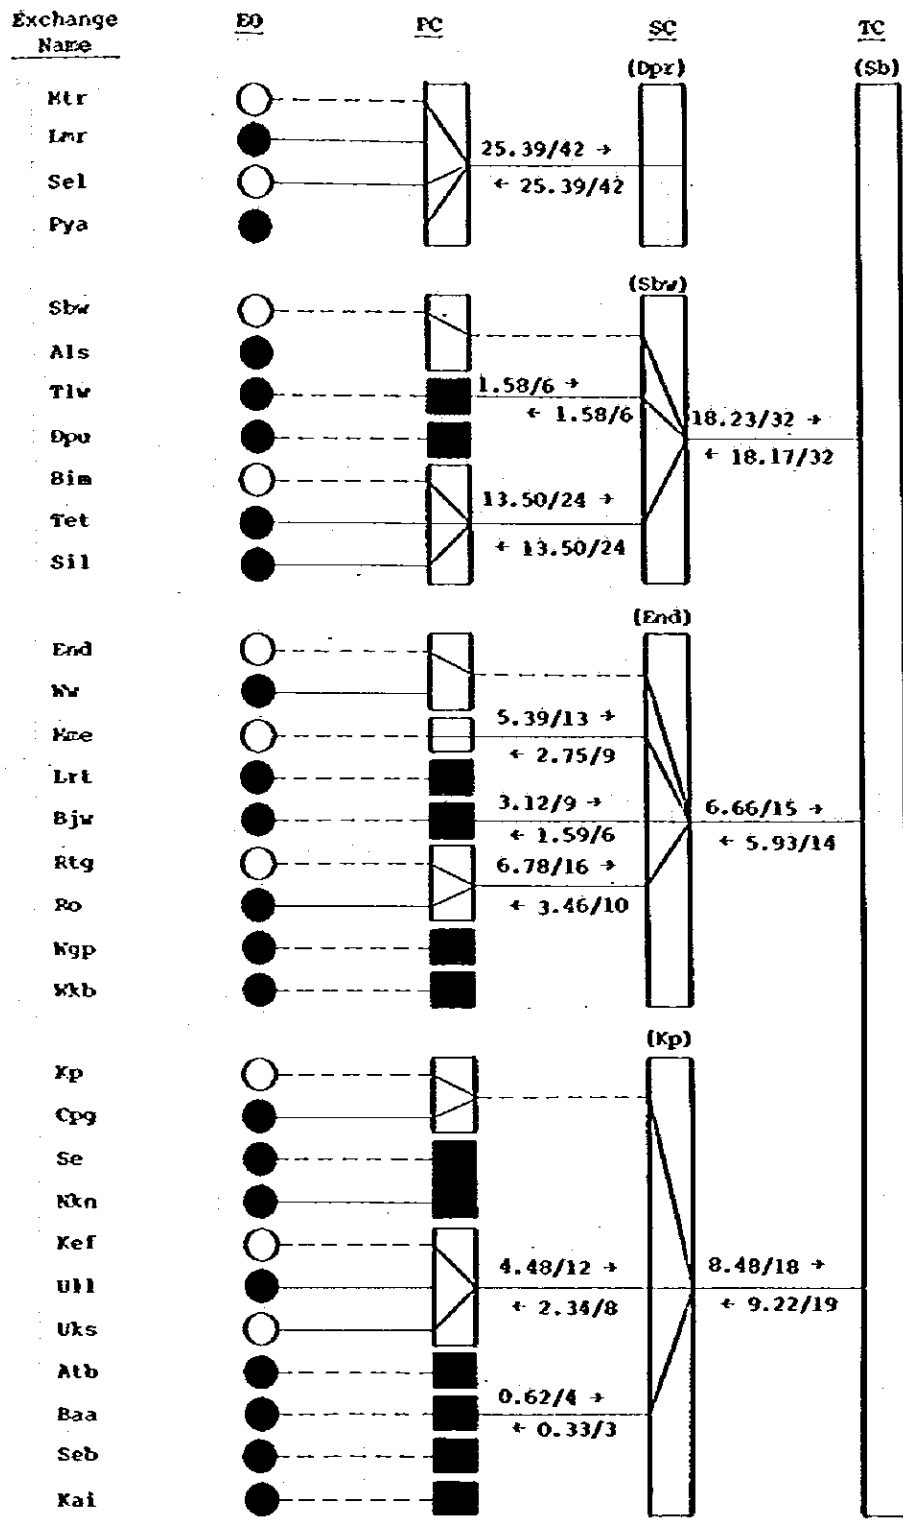 Exchange Name EO PC SC TC
(Dpr) (Sb)
Mtr
Lmr
25.39/42 →
Sel
← 25.39/42
Pya
(Sbw)
Sbw
Als
Tlw 1.58/6 →
← 1.58/6
18.23/32 →
Dpu
← 18.17/32
Bim
13.50/24 →
Tet
← 13.50/24
Sil
(End)
End
Ww
5.39/13 →
Mme
← 2.75/9
Lrt
3.12/9 → 6.66/15 →
Bjw
← 1.59/6 ← 5.93/14
Rtg 6.78/16 →
Ro ← 3.46/10
Wgp
Wkb
(Kp)
Kp
Cpg
Se
Nkn
Kef
4.48/12 → 8.48/18 →
Ull
← 2.34/8 ← 9.22/19
Uks
Atb
0.62/4 →
Baa
← 0.33/3
Seb
Kai